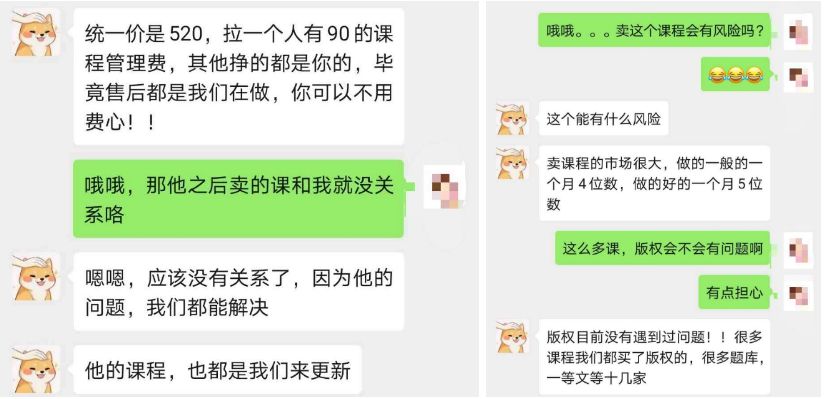 统一价是520，拉一个人有90的课
程管理费，其他挣的都是你的，毕
竟售后都是我们在做，你可以不用
费心！！
哦哦，那他之后卖的课和我就没关
系咯
嗯嗯，应该没有关系了，因为他的
问题，我们都能解决
他的课程，也都是我们来更新
哦哦。。。卖这个课程会有风险吗？
这个能有什么风险
卖课程的市场很大，做的一般的一
个月4位数，做的好的一个月5位
数
这么多课，版权会不会有问题啊
有点担心
版权目前没有遇到过问题！！很多
课程我们都买了版权的，很多题库，
一等文等十几家